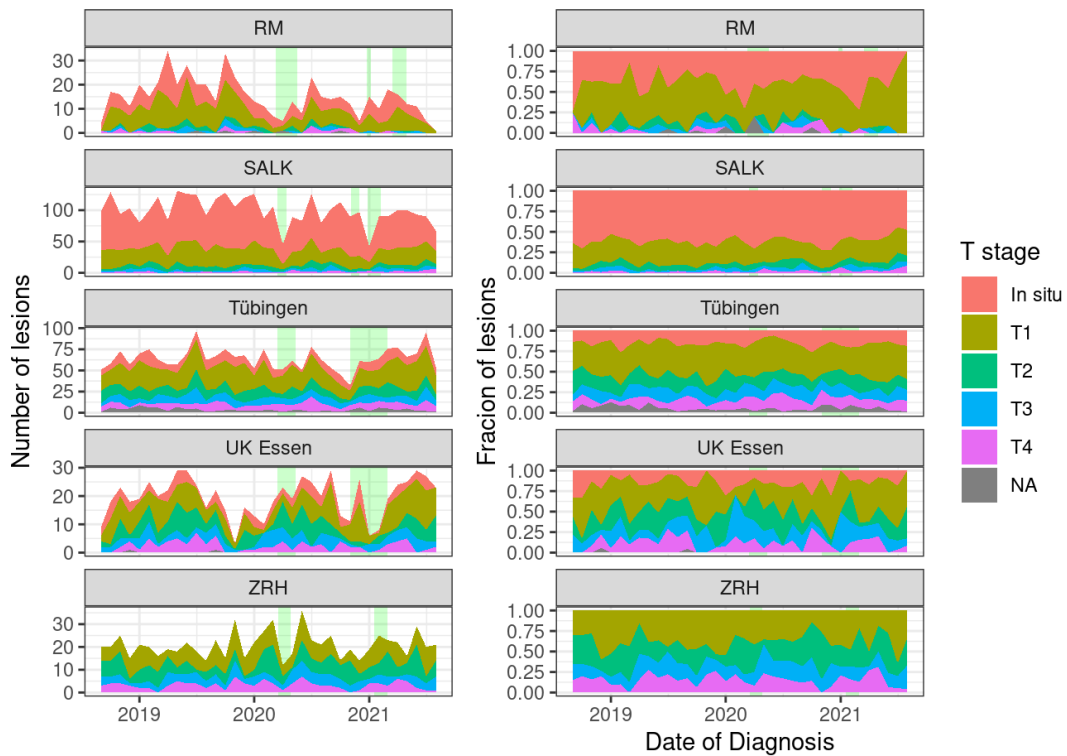 RM
30
20
10
0
SALK
100
50
0
Tübingen
100
75
50
25
0
UK Essen
30
20
10
0
ZRH
30
20
10
0
2019 2020 2021
Number of lesions
RM
1.00
0.75
0.50
0.25
0.00
SALK
1.00
0.75
0.50
0.25
0.00
Tübingen
1.00
0.75
0.50
0.25
0.00
UK Essen
1.00
0.75
0.50
0.25
0.00
ZRH
1.00
0.75
0.50
0.25
0.00
2019 2020 2021
Fracion of lesions
Date of Diagnosis
T stage
In situ
T1
T2
T3
T4
NA